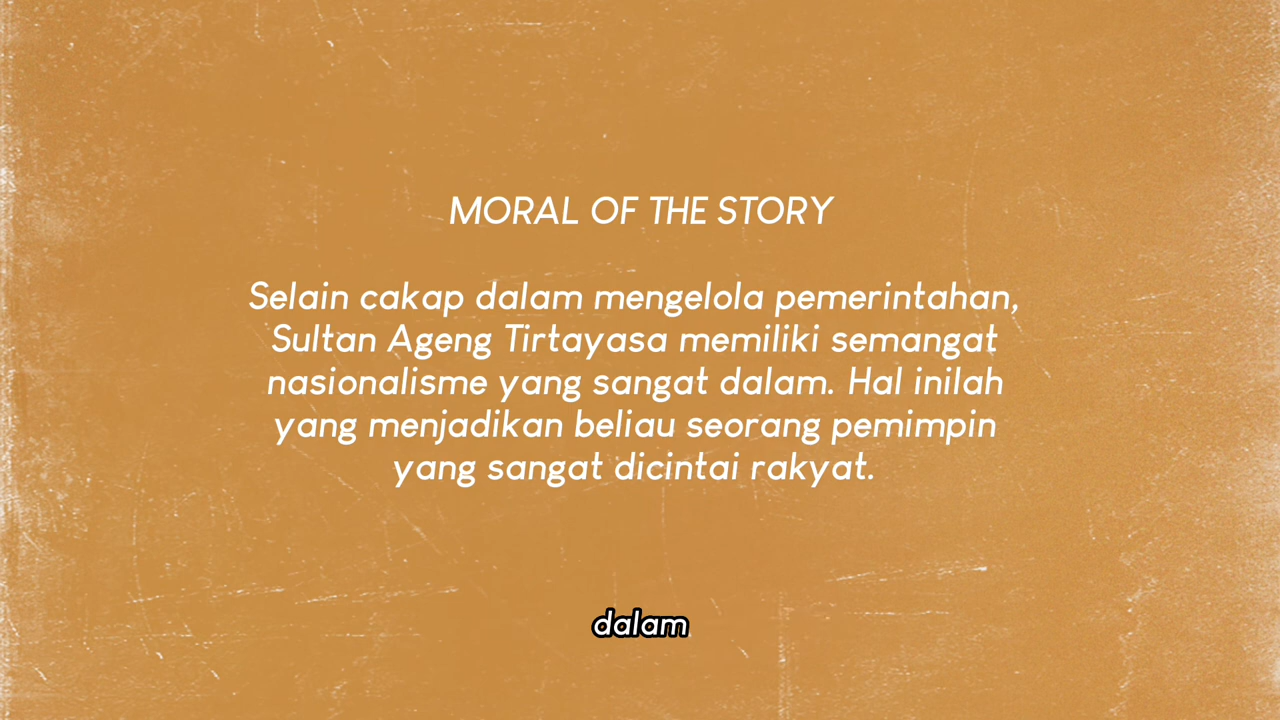 MORAL OF THE STORY
Selain cakap dalam mengelola pemerintahan,
Sultan Ageng Tirtayasa memiliki semangat
nasionalisme yang sangat dalam. Hal inilah
yang menjadikan beliau seorang pemimpin
yang sangat dicintai rakyat.
dalam